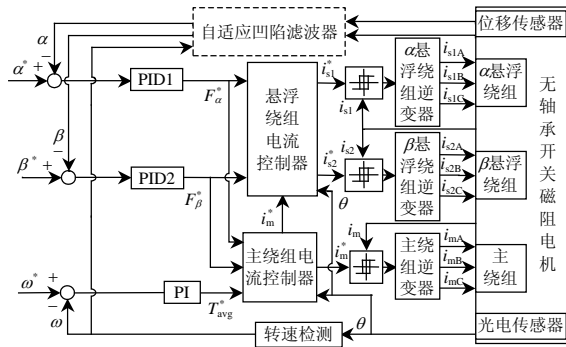 自适应凹陷滤波器
位移传感器
α
α* +
−
PID1
F*α
悬浮绕组电流控制器
i*s1
is1
α悬浮绕组逆变器
is1A
is1B
is1C
α悬浮绕组
β
−
β* +
PID2
F*β
is2
i*s2
β悬浮绕组逆变器
is2A
is2B
is2C
β悬浮绕组
无轴承开关磁阻电机
i*m
θ
主绕组电流控制器
im
i*m
主绕组逆变器
imA
imB
imC
主绕组
ω* +
−
ω
PI
T*avg
转速检测
θ
光电传感器